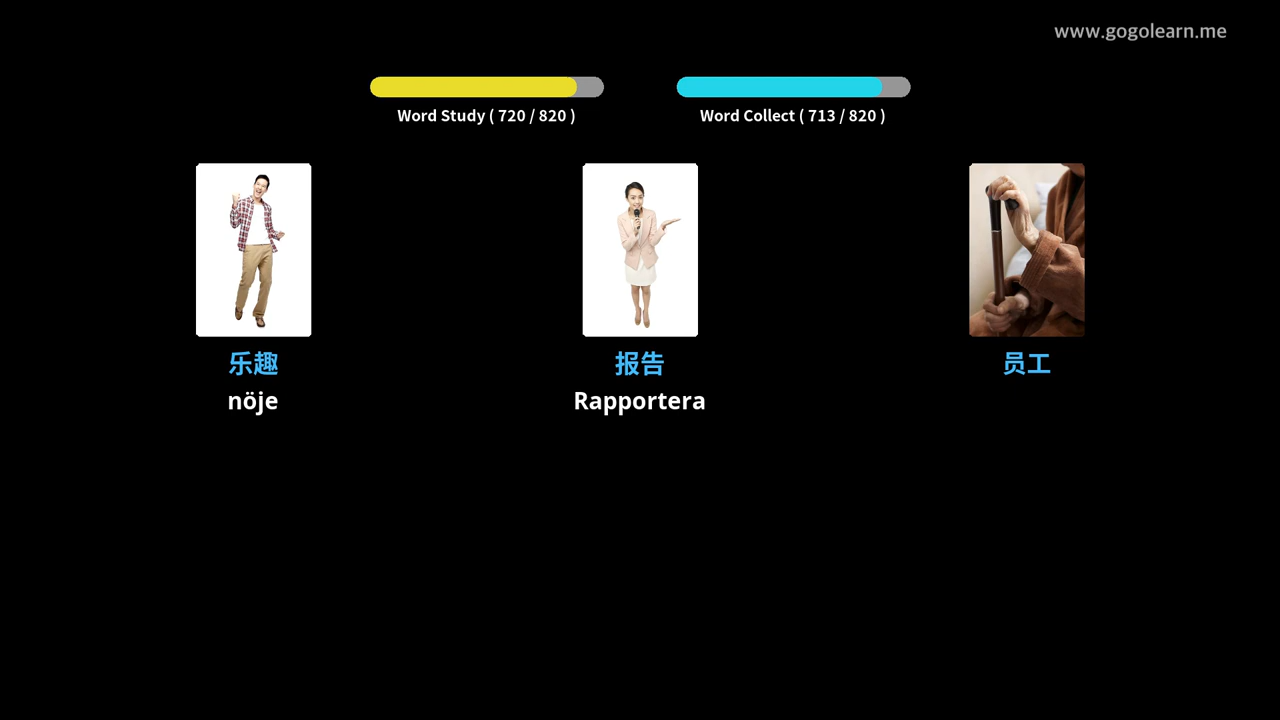 www.gogolearn.me
Word Study ( 720 / 820 )
Word Collect ( 713 / 820 )
乐趣
报告
员工
nöje
Rapportera